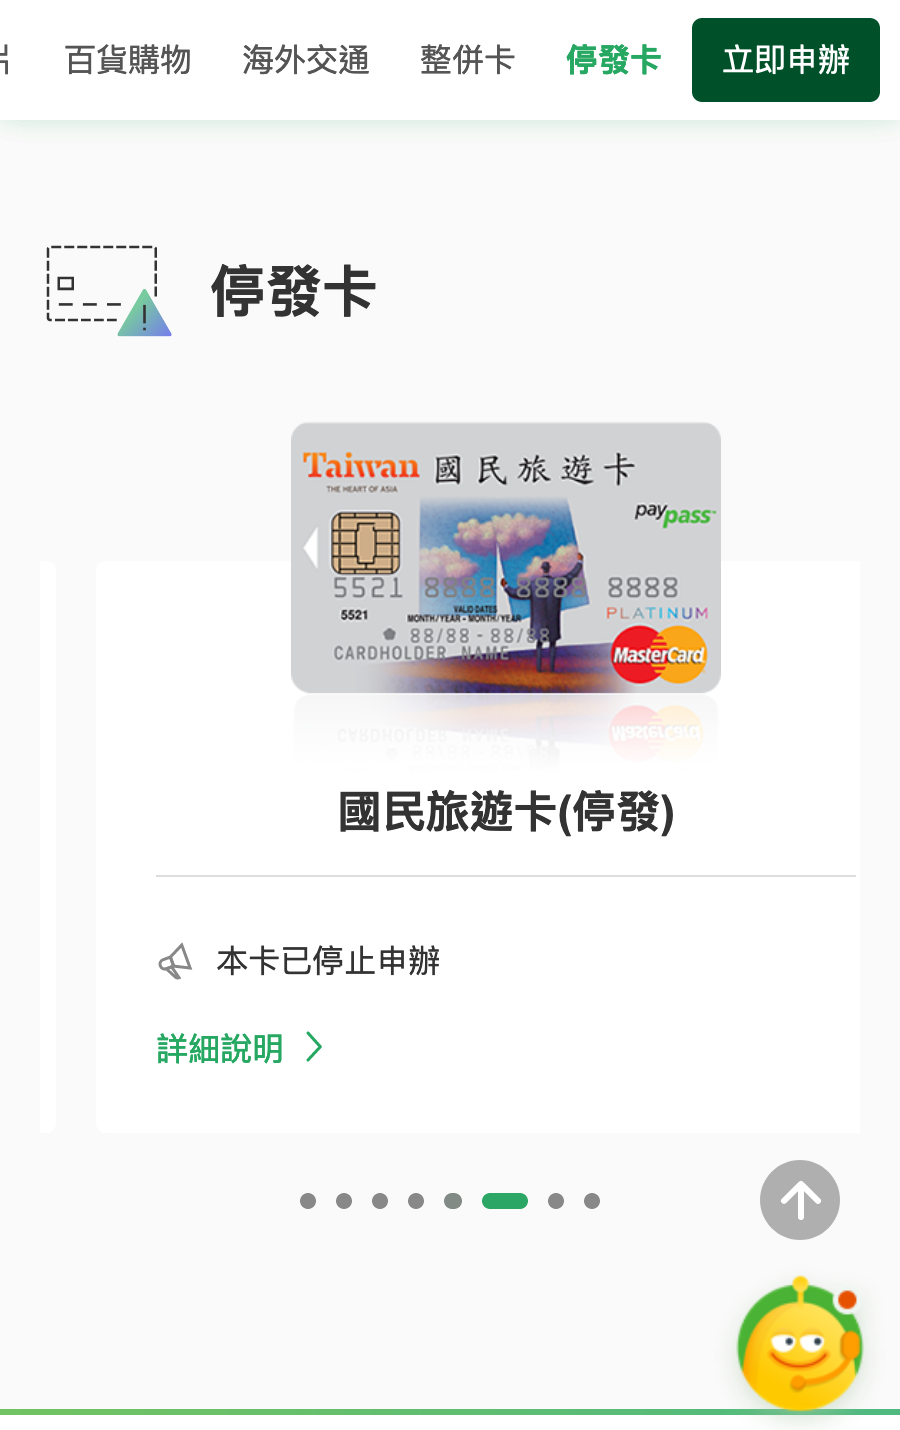 百貨購物 海外交通 整併卡 停發卡 立即申辦
停發卡
Taiwan 國民旅遊卡
THE HEART OF ASIA
paypass
5521 8888 8888 8888
5521 VALID DATES PLATINUM
MONTH/YEAR - MONTH/YEAR
88/88 - 88/88
CARDHOLDER NAME MasterCard
國民旅遊卡(停發)
本卡已停止申辦
詳細說明